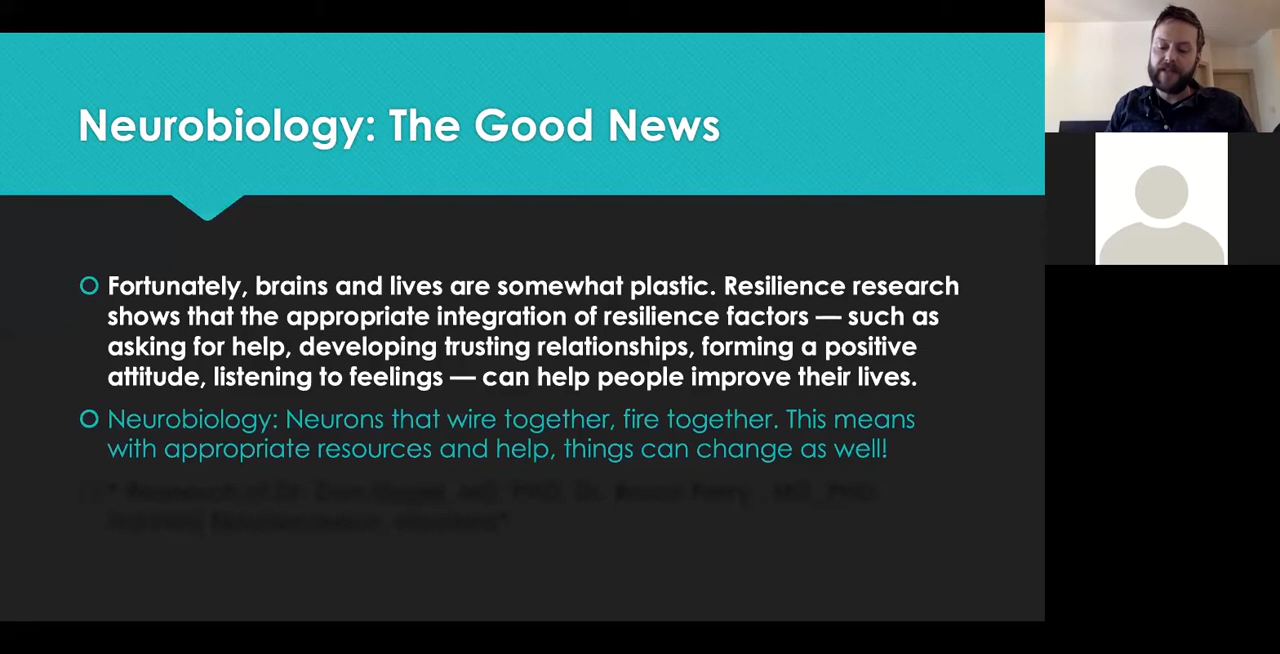 Neurobiology: The Good News
Fortunately, brains and lives are somewhat plastic. Resilience research
shows that the appropriate integration of resilience factors — such as
asking for help, developing trusting relationships, forming a positive
attitude, listening to feelings — can help people improve their lives.
Neurobiology: Neurons that wire together, fire together. This means
with appropriate resources and help, things can change as well!